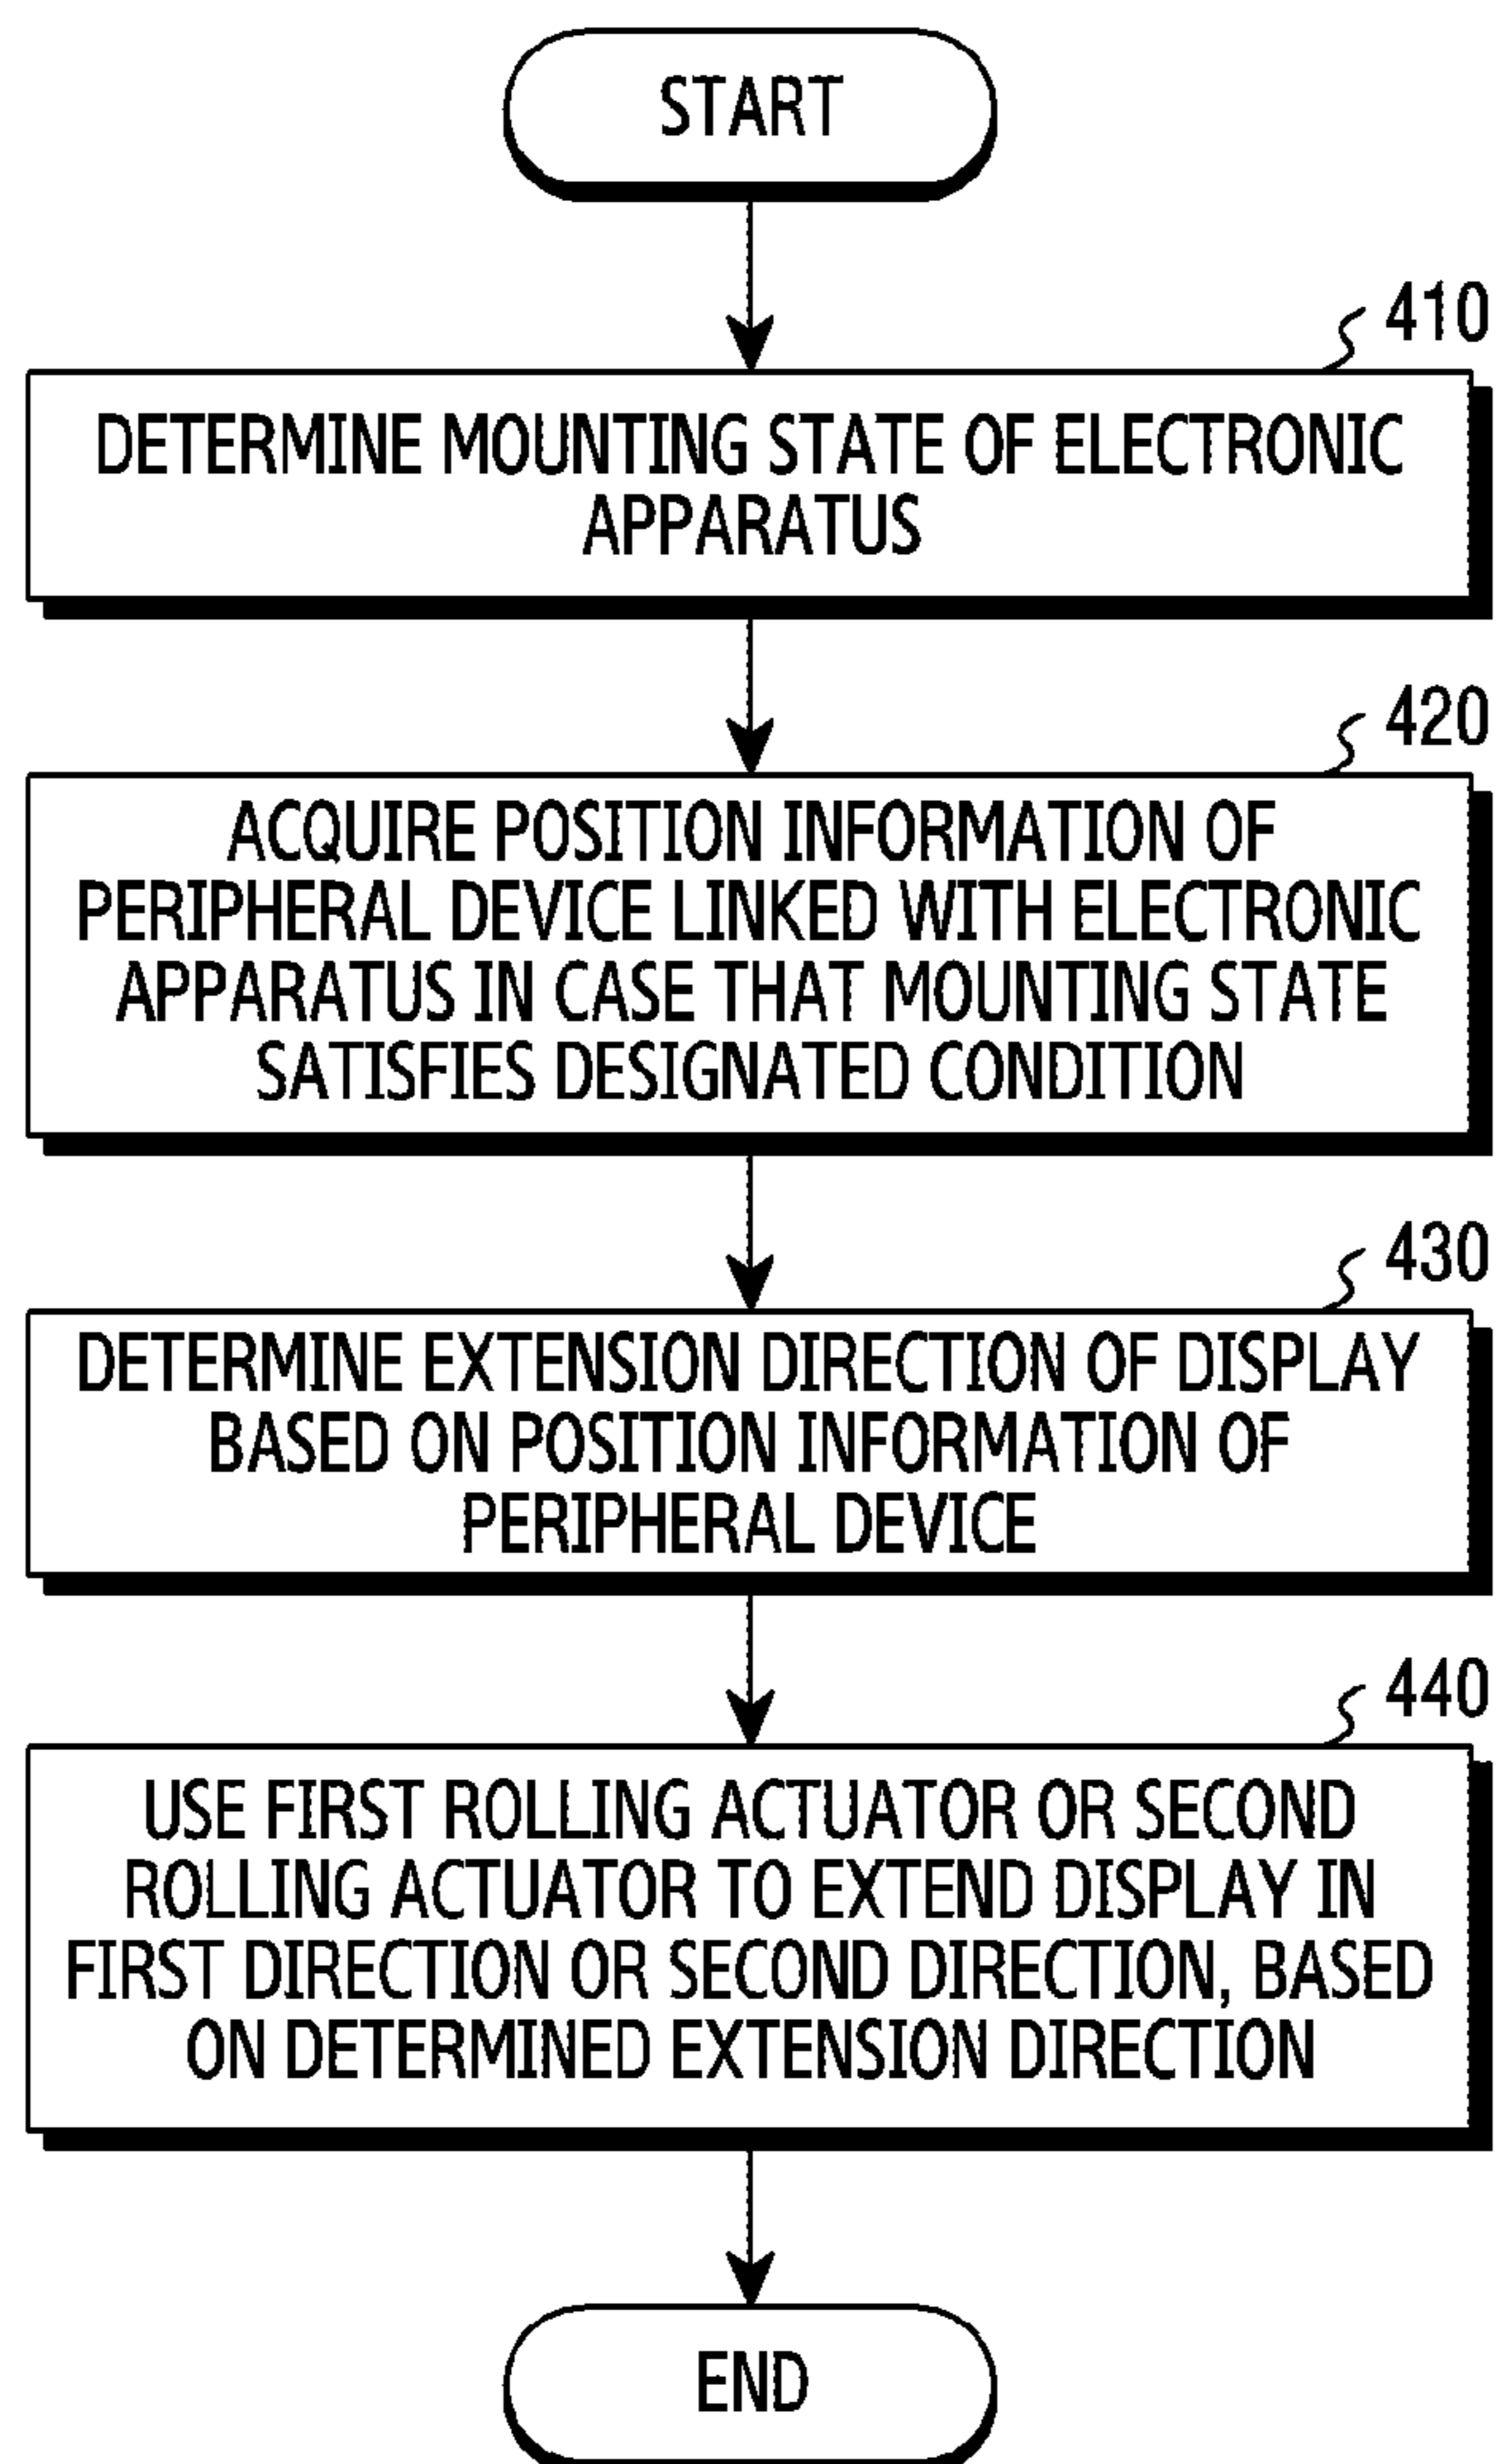 START
410
DETERMINE MOUNTING STATE OF ELECTRONIC
APPARATUS
420
ACQUIRE POSITION INFORMATION OF
PERIPHERAL DEVICE LINKED WITH ELECTRONIC
APPARATUS IN CASE THAT MOUNTING STATE
SATISFIES DESIGNATED CONDITION
430
DETERMINE EXTENSION DIRECTION OF DISPLAY
BASED ON POSITION INFORMATION OF
PERIPHERAL DEVICE
440
USE FIRST ROLLING ACTUATOR OR SECOND
ROLLING ACTUATOR TO EXTEND DISPLAY IN
FIRST DIRECTION OR SECOND DIRECTION, BASED
ON DETERMINED EXTENSION DIRECTION
END